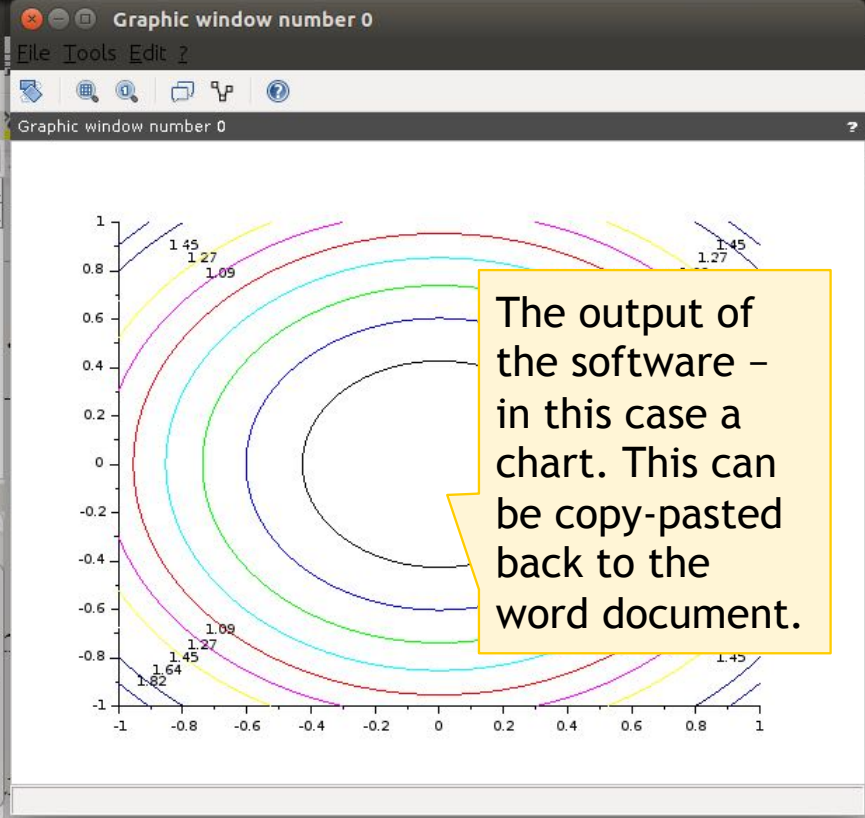 Graphic window number 0
File Tools Edit ?
Graphic window number 0 ?
1
0.8
0.6
0.4
0.2
0
-0.2
-0.4
-0.6
-0.8
-1
1.45
1.27
1.09
1.45
1.27
The output of
the software –
in this case a
chart. This can
be copy-pasted
back to the
word document.
1.09
1.27
1.45
1.64
1.82
1.45
-1 -0.8 -0.6 -0.4 -0.2 0 0.2 0.4 0.6 0.8 1